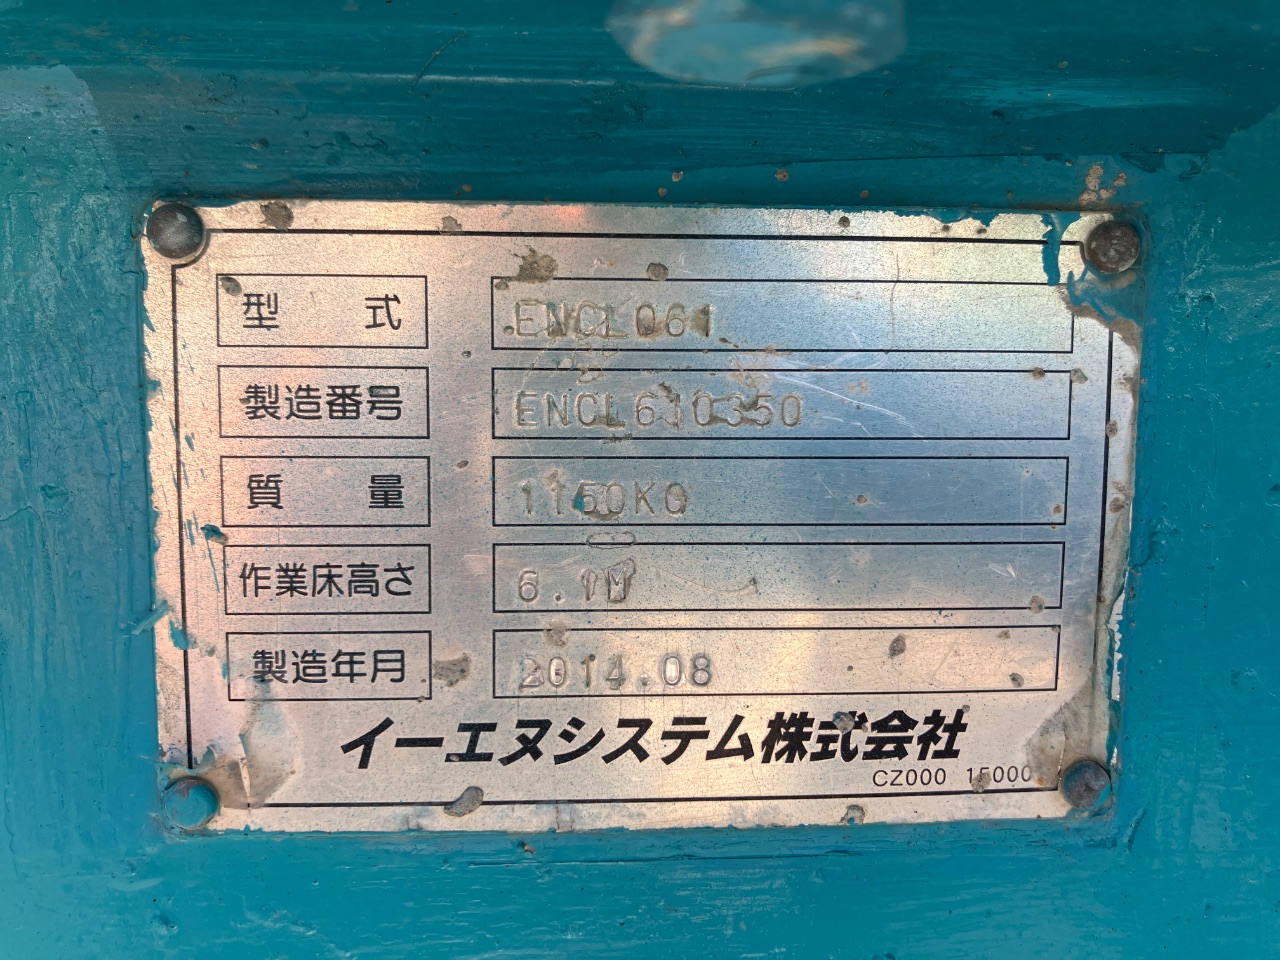 型式 ENCL061
製造番号 ENCL610350
質量 1150KG
作業床高さ 6.1M
製造年月 2014.08
イーエヌシステム株式会社
CZ000 15000